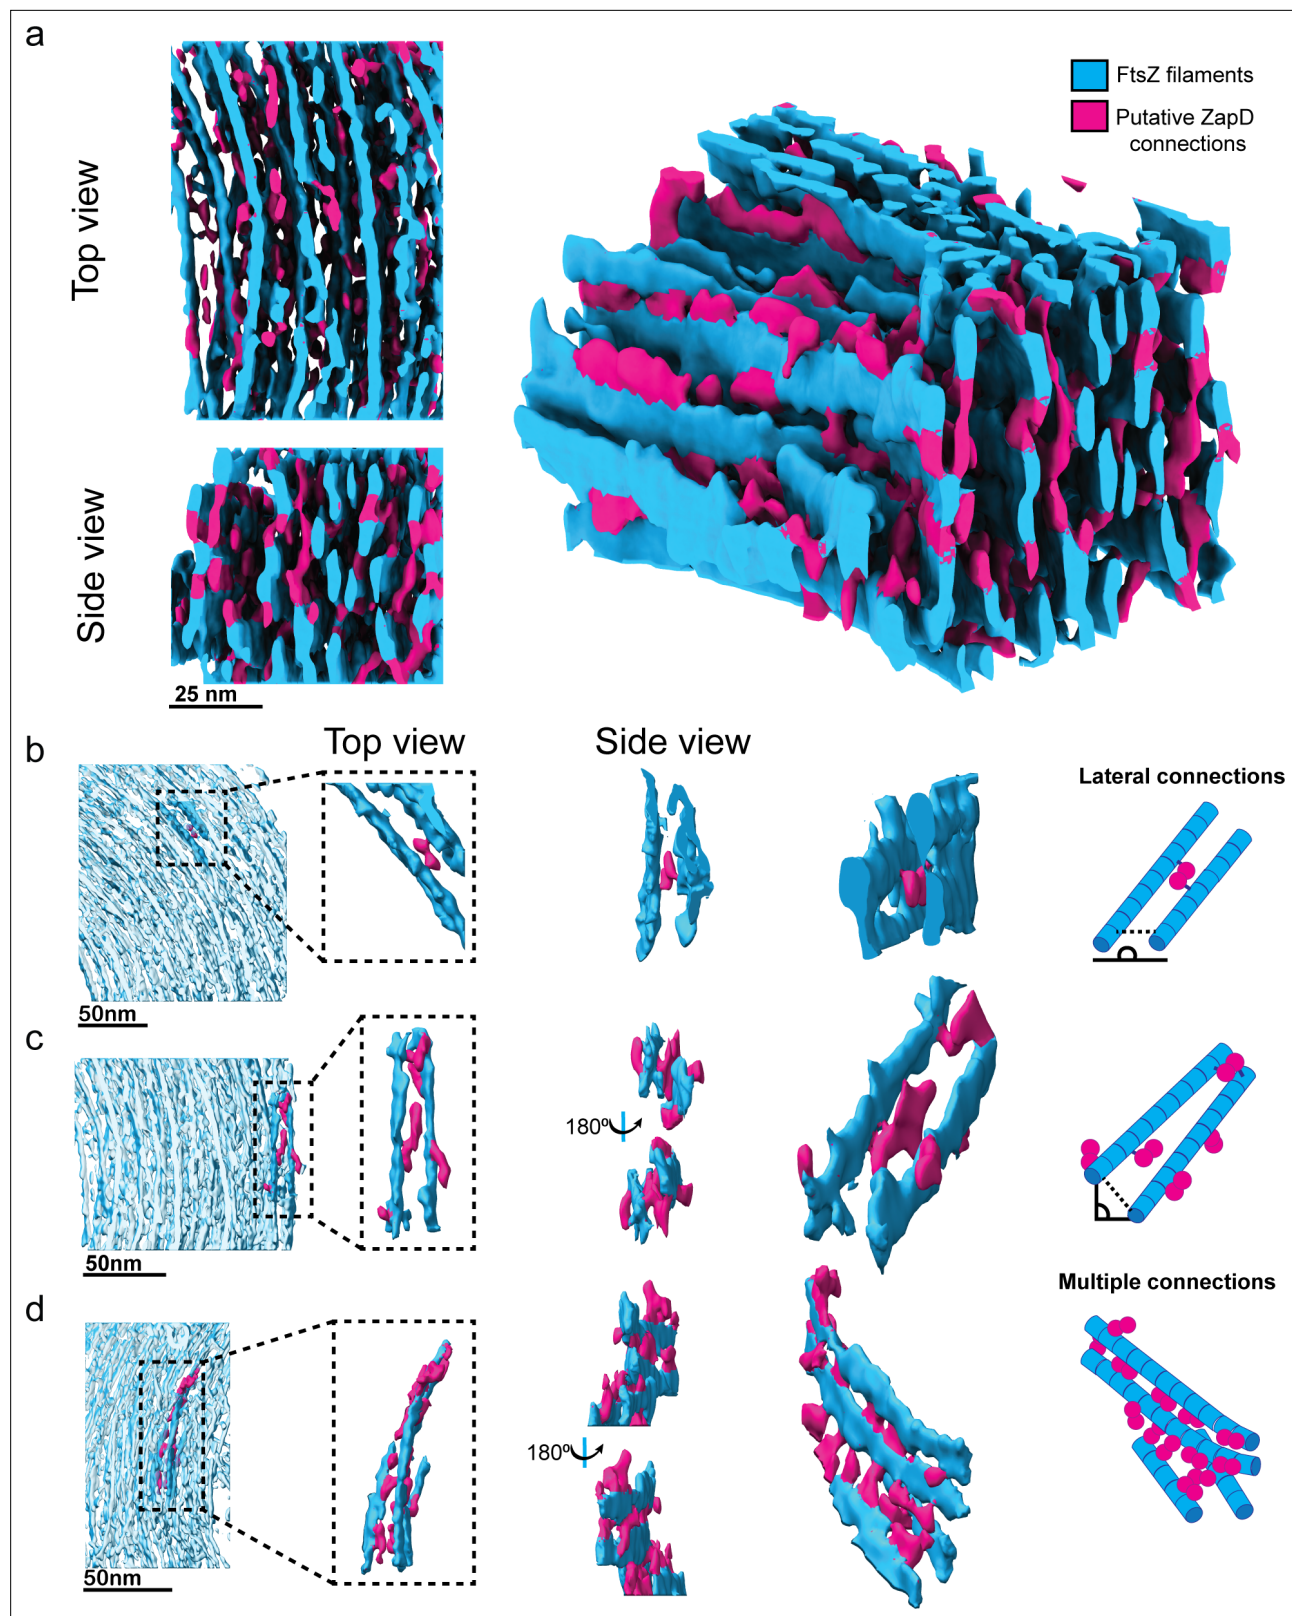 a
Top view
FtsZ filaments
Putative ZapD
connections
Side view
25 nm
b
Top view
Side view
Lateral connections
50nm
c
180º
50nm
Multiple connections
d
180º
50nm